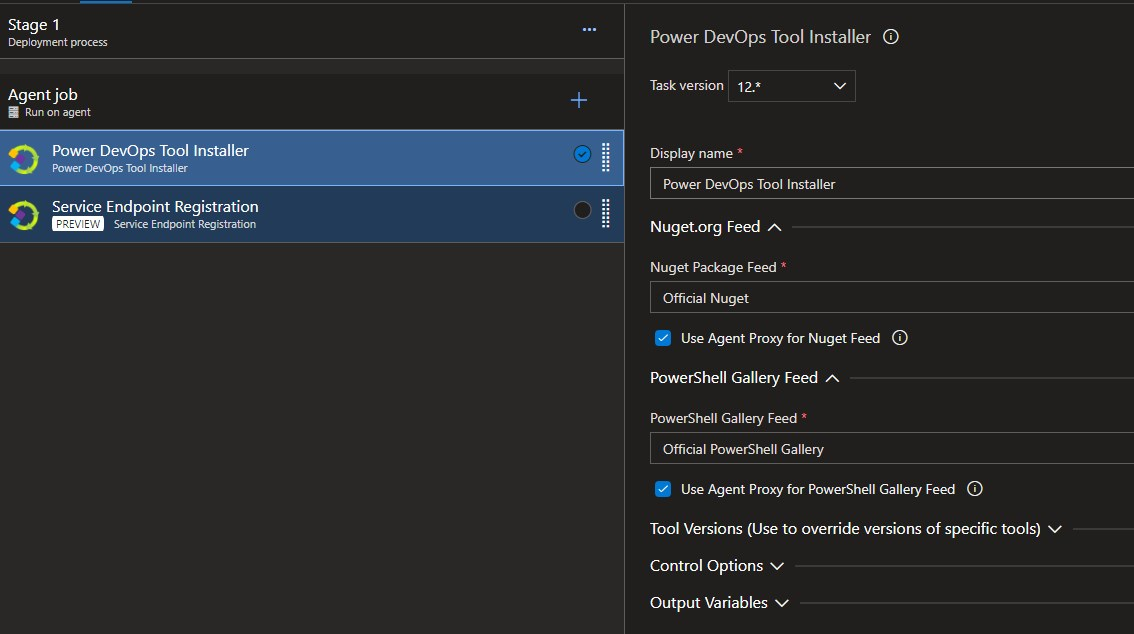 Stage 1
Deployment process
Agent job
Run on agent
Power DevOps Tool Installer
Power DevOps Tool Installer
Service Endpoint Registration
PREVIEW Service Endpoint Registration
Power DevOps Tool Installer
Task version 12.*
Display name *
Power DevOps Tool Installer
Nuget.org Feed
Nuget Package Feed *
Official Nuget
Use Agent Proxy for Nuget Feed
PowerShell Gallery Feed
PowerShell Gallery Feed *
Official PowerShell Gallery
Use Agent Proxy for PowerShell Gallery Feed
Tool Versions (Use to override versions of specific tools)
Control Options
Output Variables